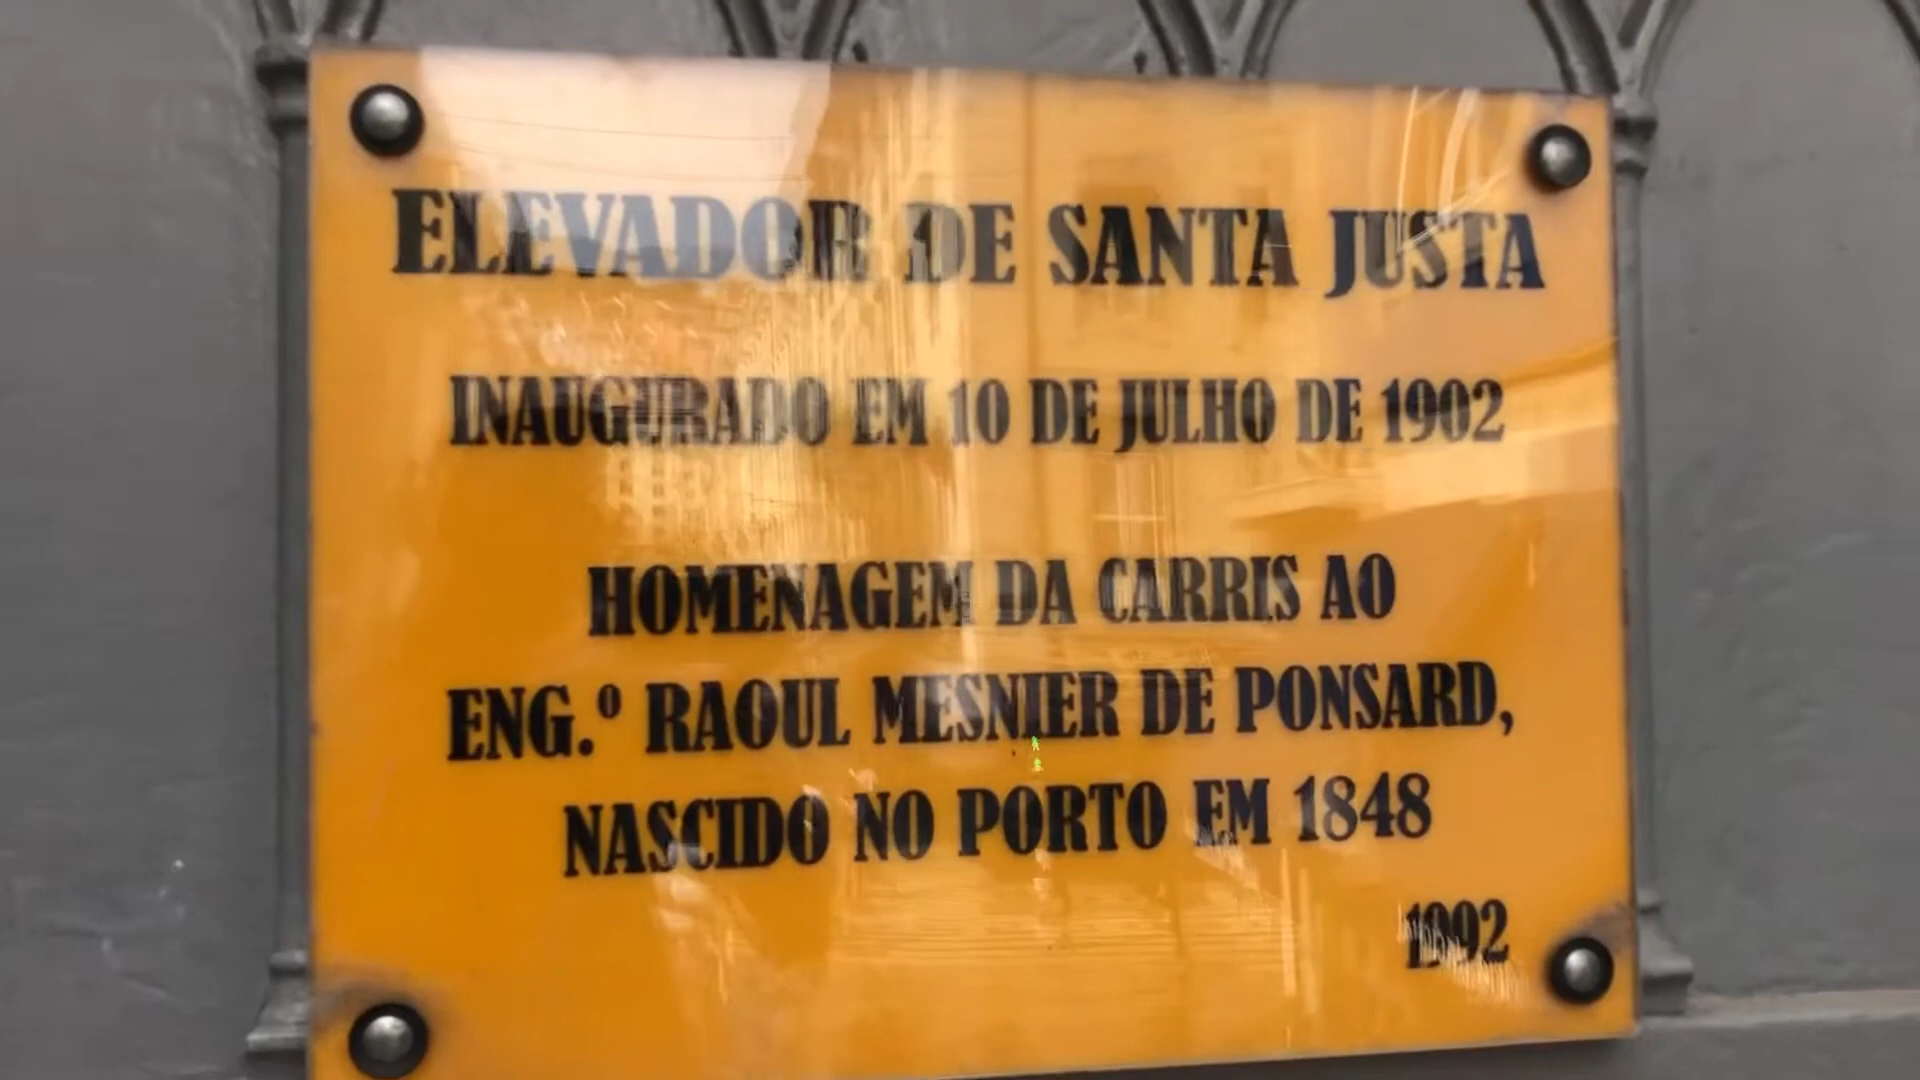 ELEVADOR DE SANTA JUSTA
INAUGURADO EM 10 DE JULHO DE 1902
HOMENAGEM DA CARRIS AO
ENG.º RAOUL MESNIER DE PONSARD,
NASCIDO NO PORTO EM 1848